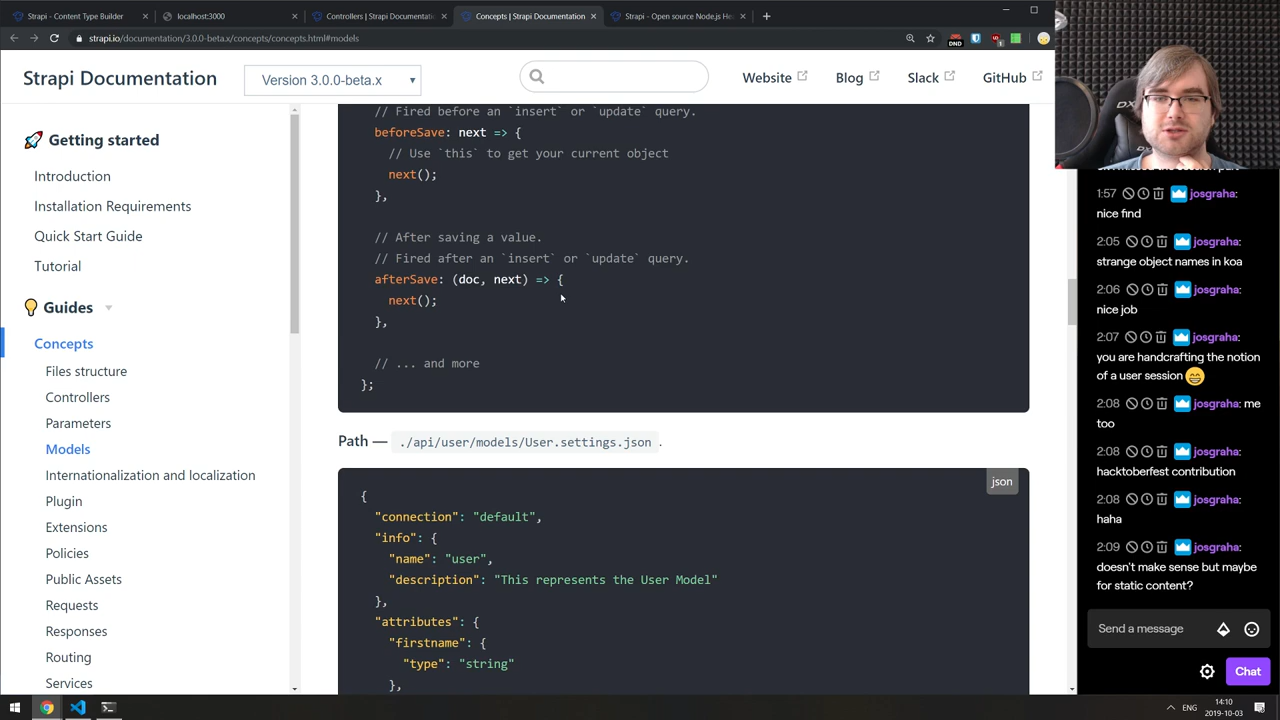 Strapi - Content Type Builder
localhost:3000
Controllers | Strapi Documentati
Concepts | Strapi Documentation
Strapi - Open source Node.js He
strapi.io/documentation/3.0.0-beta.x/concepts/concepts.html#models
DND
Strapi Documentation
Version 3.0.0-beta.x
Website
Blog
Slack
GitHub
🚀 Getting started
Introduction
Installation Requirements
Quick Start Guide
Tutorial
💡 Guides
Concepts
Files structure
Controllers
Parameters
Models
Internationalization and localization
Plugin
Extensions
Policies
Public Assets
Requests
Responses
Routing
Services
// Fired before an `insert` or `update` query.
beforeSave: next => {
// Use `this` to get your current object
next();
},
// After saving a value.
// Fired after an `insert` or `update` query.
afterSave: (doc, next) => {
next();
},
// ... and more
};
Path — ./api/user/models/User.settings.json .
json
{
"connection": "default",
"info": {
"name": "user",
"description": "This represents the User Model"
},
"attributes": {
"firstname": {
"type": "string"
},
DX
1:57 josgraha:
nice find
2:05 josgraha:
strange object names in koa
2:06 josgraha:
nice job
2:07 josgraha:
you are handcrafting the notion
of a user session 😁
2:08 josgraha: me
too
2:08 josgraha:
hacktoberfest contribution
2:08 josgraha:
haha
2:09 josgraha:
doesn't make sense but maybe
for static content?
Send a message
Chat
ENG
14:10
2019-10-03